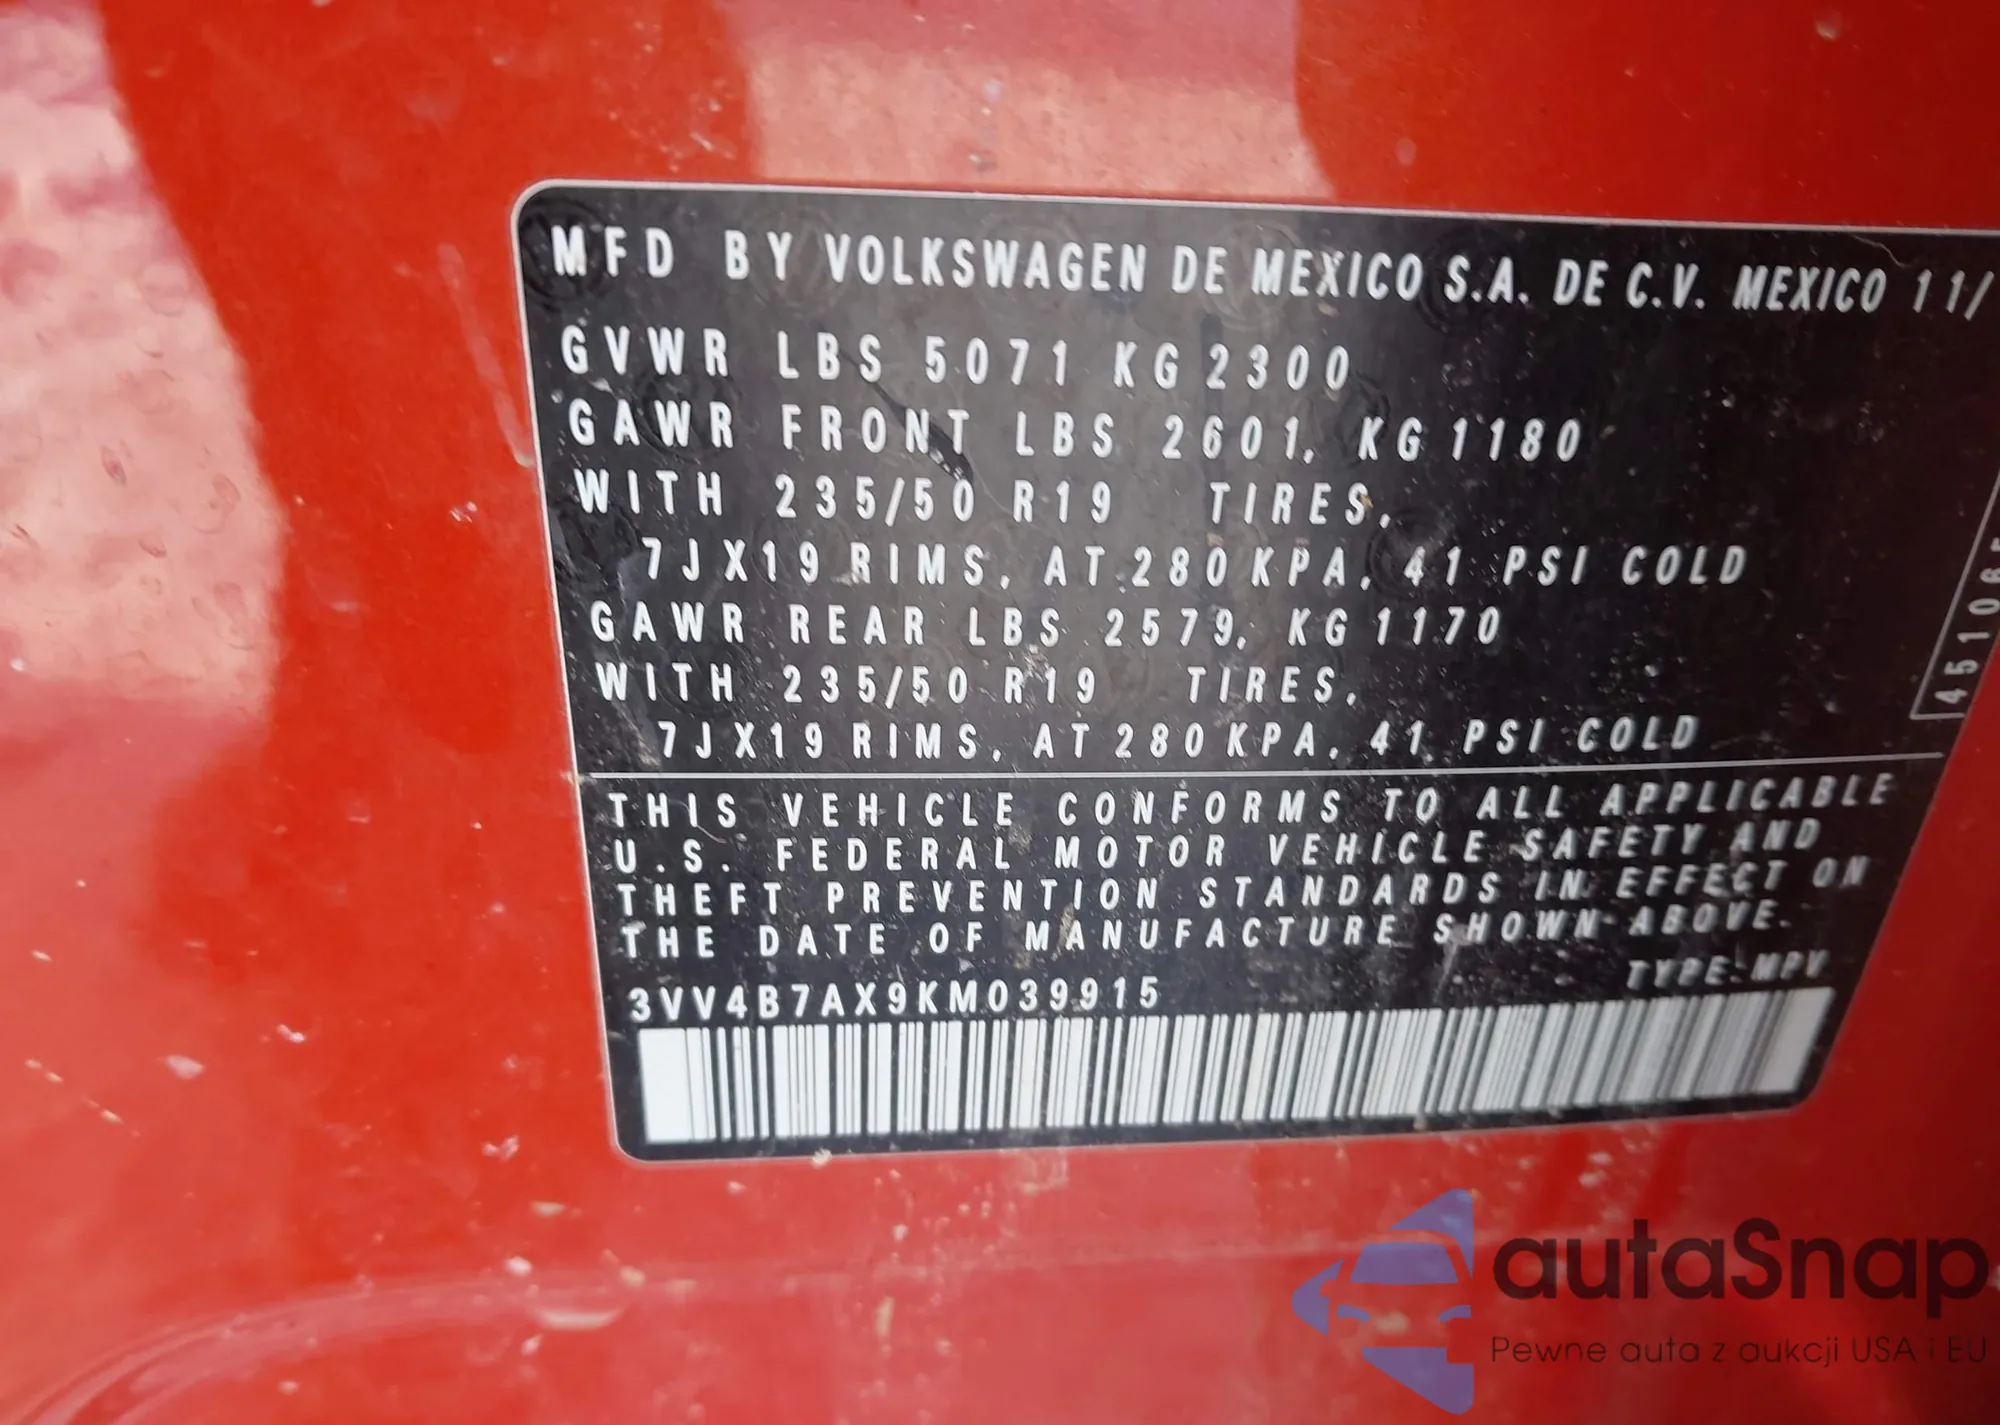 MFD BY VOLKSWAGEN DE MEXICO S.A. DE C.V. MEXICO 11/
GVWR LBS 5071 KG 2300
GAWR FRONT LBS 2601, KG 1180
WITH 235/50 R19 TIRES,
7JX19 RIMS, AT 280 KPA, 41 PSI COLD
GAWR REAR LBS 2579, KG 1170
WITH 235/50 R19 TIRES,
7JX19 RIMS, AT 280 KPA, 41 PSI COLD
THIS VEHICLE CONFORMS TO ALL APPLICABLE
U.S. FEDERAL MOTOR VEHICLE SAFETY AND
THEFT PREVENTION STANDARDS IN EFFECT ON
THE DATE OF MANUFACTURE SHOWN ABOVE.
TYPE: MPV
3VV4B7AX9KM039915
autaSnap
Pewne auta z aukcji USA i EU